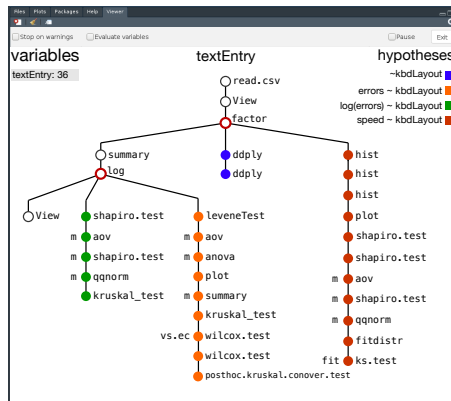 Files Plots Packages Help Viewer
Stop on warnings Evaluate variables Pause Exit
variables textEntry hypotheses
textEntry: 36
~kbdLayout
errors ~ kbdLayout
log(errors) ~ kbdLayout
speed ~ kbdLayout
read.csv
View
factor
summary ddply hist
log ddply hist
hist
View shapiro.test leveneTest plot
m aov m aov shapiro.test
m shapiro.test m anova shapiro.test
m qqnorm plot m aov
kruskal_test m summary m shapiro.test
kruskal_test m qqnorm
vs.ec wilcox.test fitdistr
wilcox.test fit ks.test
posthoc.kruskal.conover.test